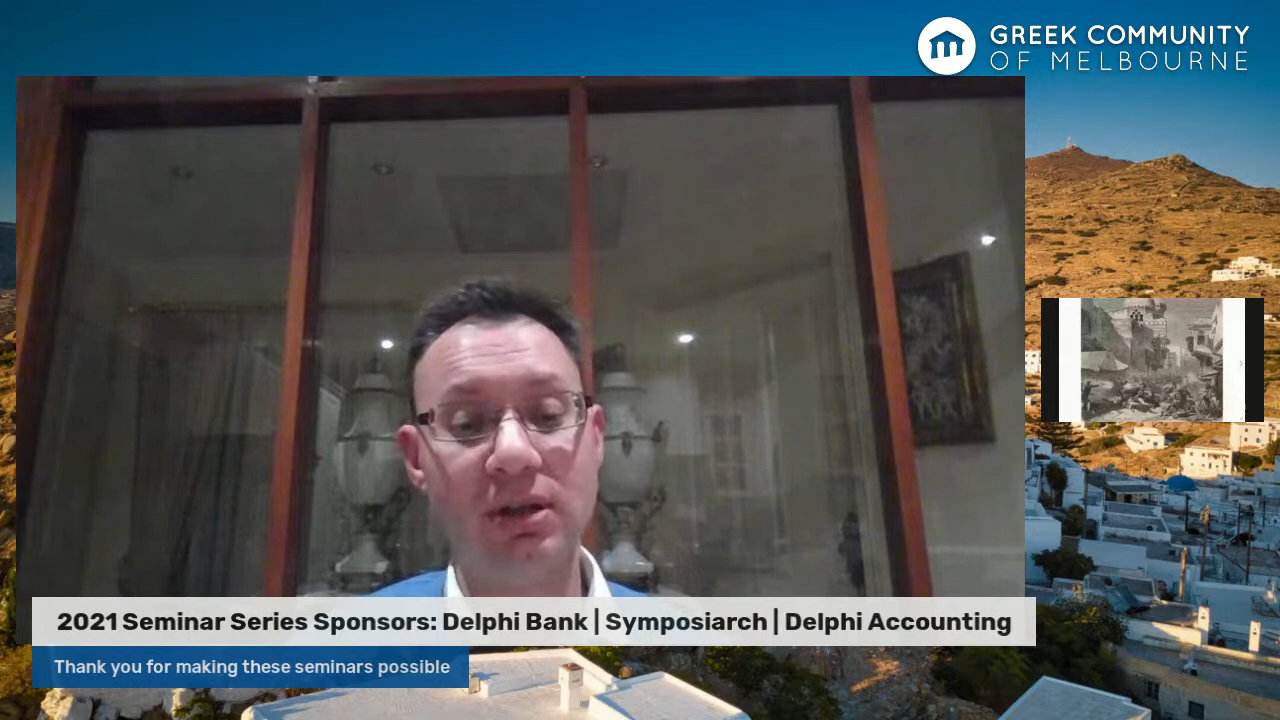 GREEK COMMUNITY
OF MELBOURNE
2021 Seminar Series Sponsors: Delphi Bank | Symposiarch | Delphi Accounting
Thank you for making these seminars possible